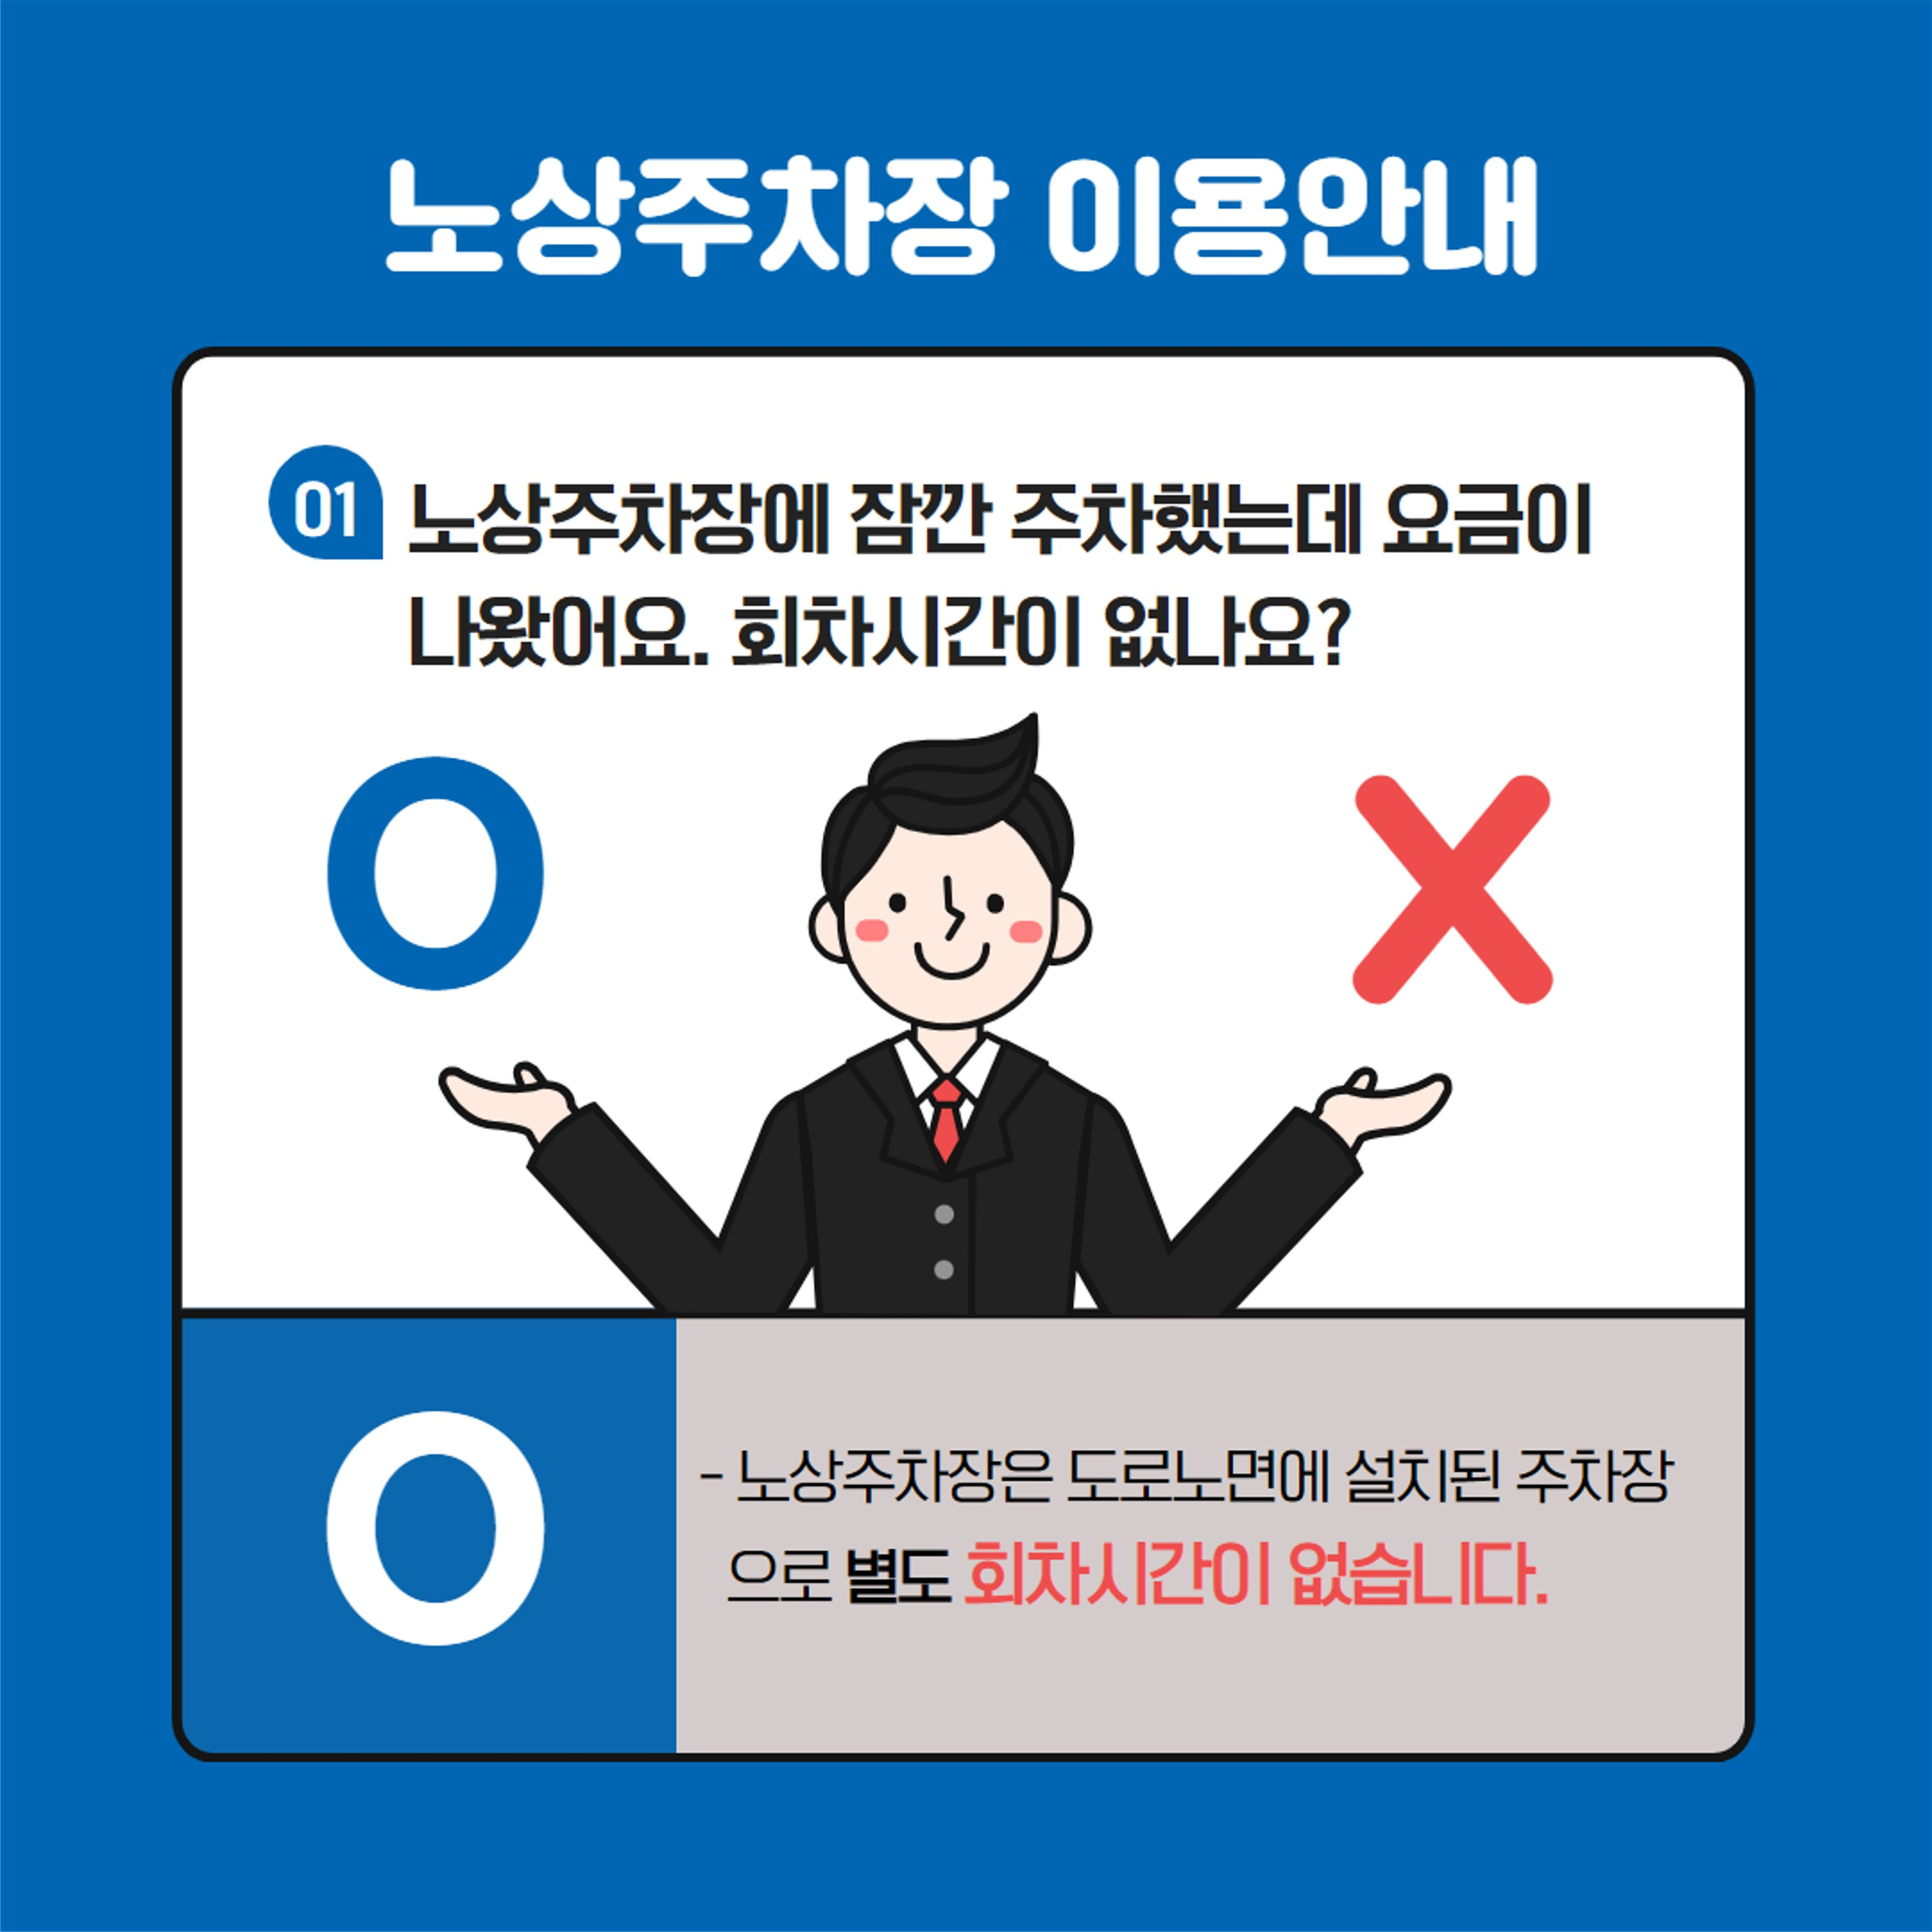 노상주차장 이용안내
01 노상주차장에 잠깐 주차했는데 요금이
나왔어요. 회차시간이 없나요?
O X
O
- 노상주차장은 도로노면에 설치된 주차장
으로 별도 회차시간이 없습니다.